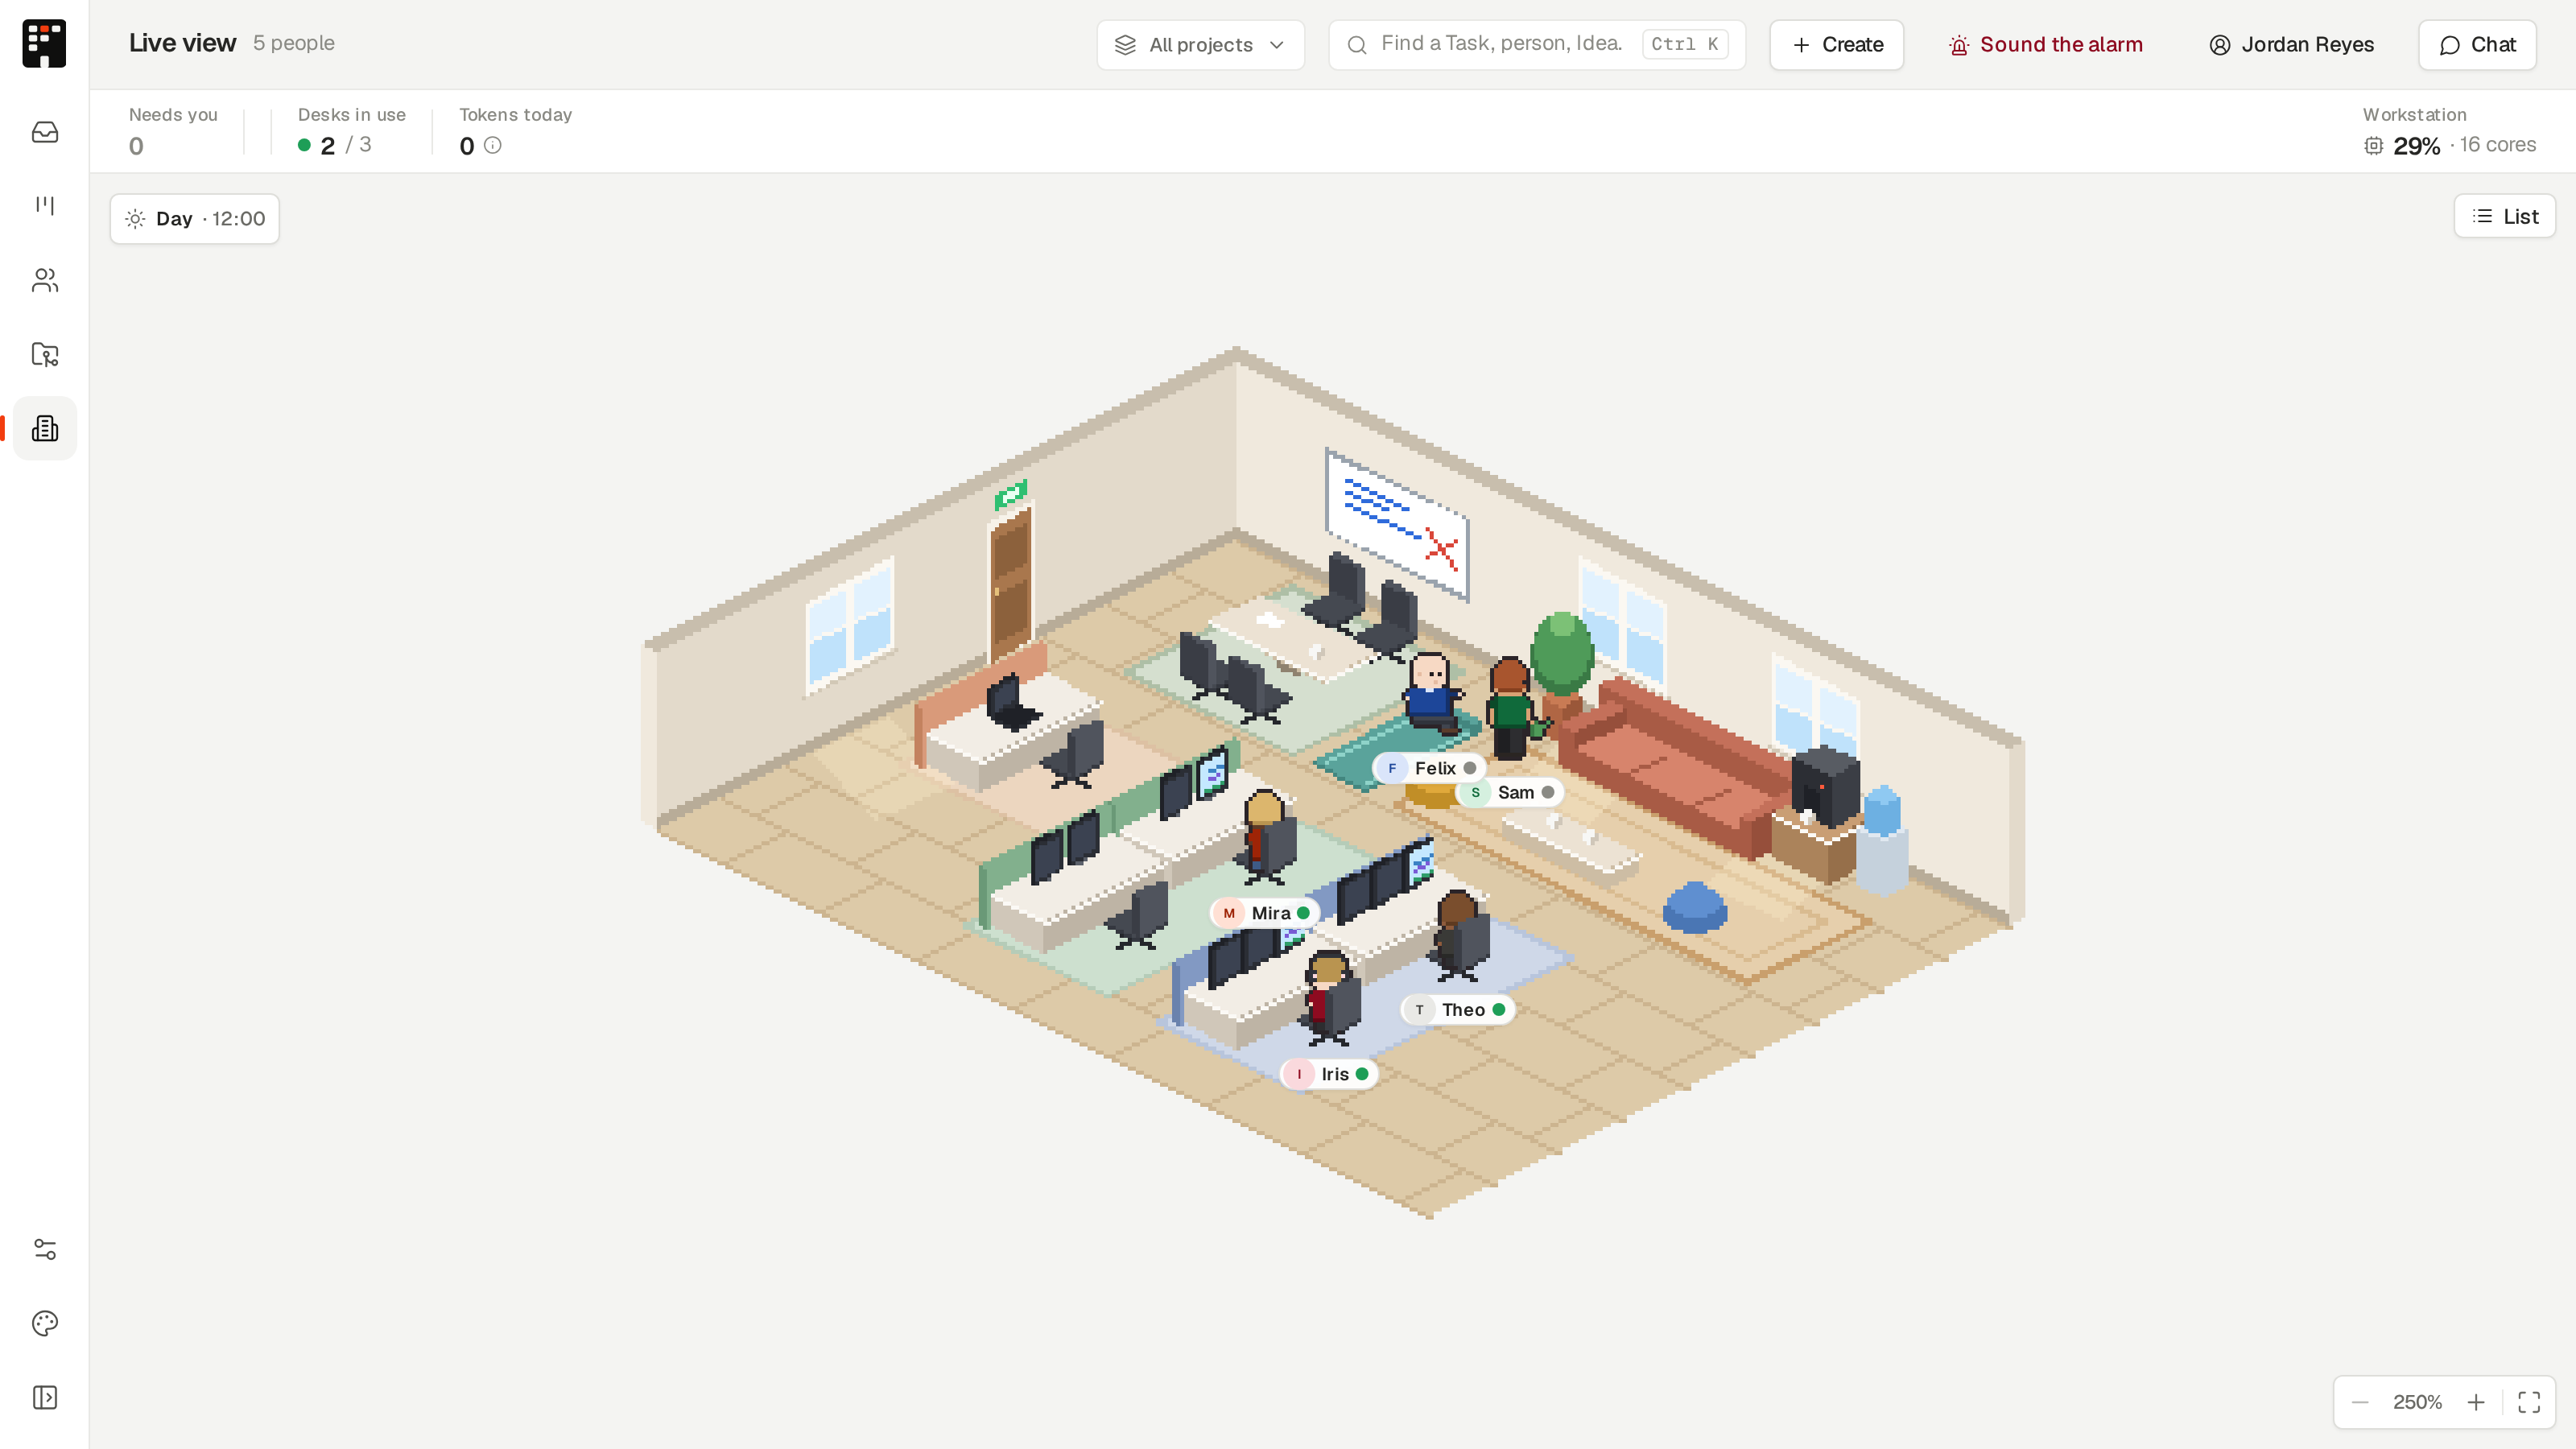 Live view 5 people
All projects
Find a Task, person, Idea. Ctrl K
Create
Sound the alarm
Jordan Reyes
Chat
Needs you
0
Desks in use
2 / 3
Tokens today
0
Workstation
29% · 16 cores
Day · 12:00
List
F Felix
S Sam
M Mira
T Theo
I Iris
250%